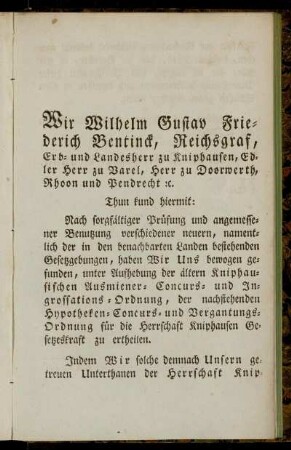 Wir Wilhelm Gustav Frie-
derich Bentinck, Reichsgraf,
Erb- und Landesherr zu Kniphausen, Ed-
ler Herr zu Varel, Herr zu Doorwerth,
Rhoon und Pendrecht ꝛc.
Thun kund hiermit:
Nach sorgfältiger Prüfung und angemesse-
ner Benutzung verschiedener neuern, nament-
lich der in den benachbarten Landen bestehenden
Gesetzgebungen, haben Wir Uns bewogen ge-
funden, unter Aufhebung der ältern Kniphau-
sischen Ausmiener- Concurs- und In-
grossations-Ordnung, der nachstehenden
Hypotheken-Concurs- und Vergantungs-
Ordnung für die Herrschaft Kniphausen Ge-
setzeskraft zu ertheilen.
Indem Wir solche demnach Unsern ge-
treuen Unterthanen der Herrschaft Knip-